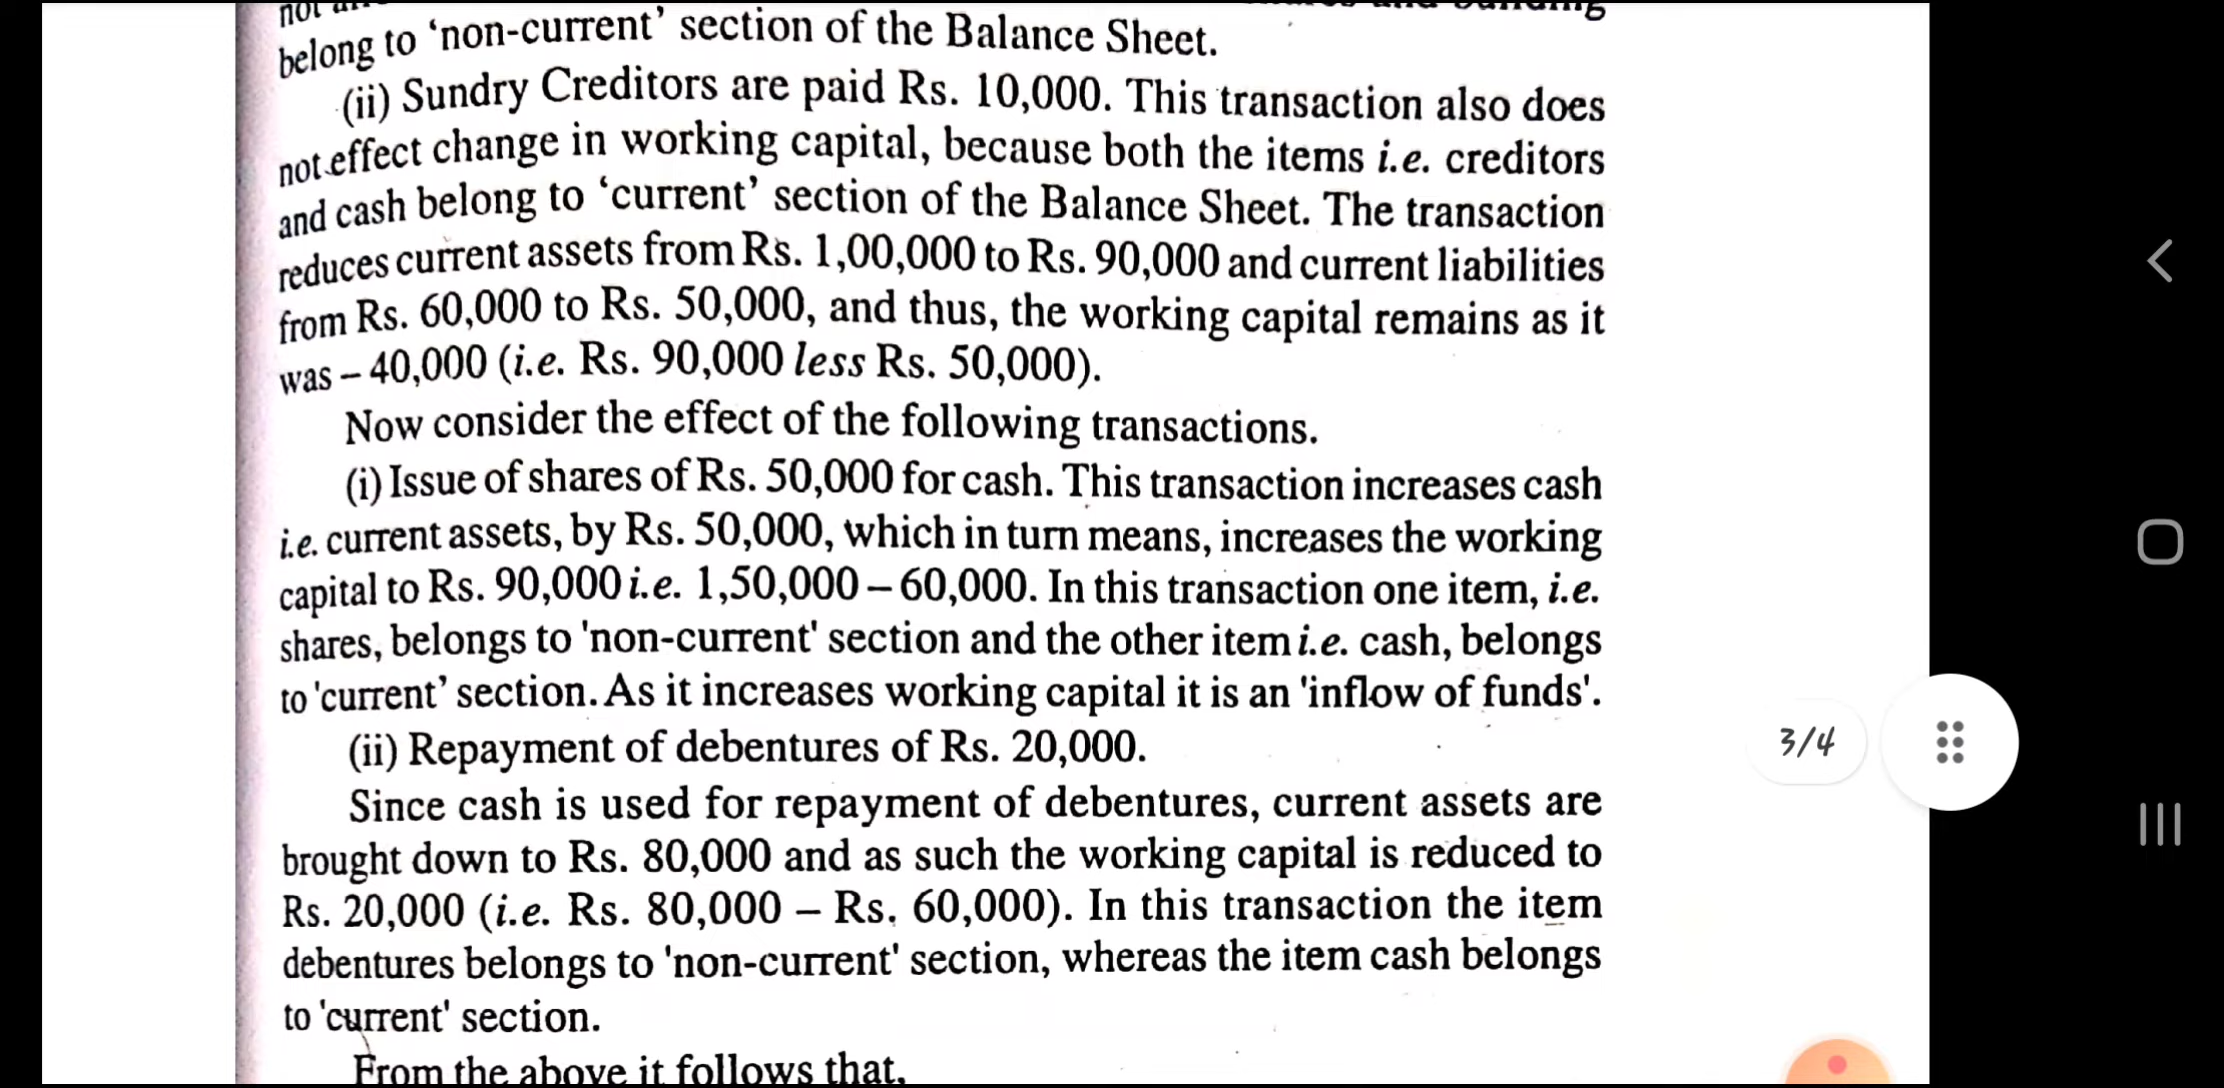 belong to ‘non-current’ section of the Balance Sheet.
(ii) Sundry Creditors are paid Rs. 10,000. This transaction also does
not effect change in working capital, because both the items i.e. creditors
and cash belong to ‘current’ section of the Balance Sheet. The transaction
reduces current assets from Rs. 1,00,000 to Rs. 90,000 and current liabilities
from Rs. 60,000 to Rs. 50,000, and thus, the working capital remains as it
was – 40,000 (i.e. Rs. 90,000 less Rs. 50,000).
Now consider the effect of the following transactions.
(i) Issue of shares of Rs. 50,000 for cash. This transaction increases cash
i.e. current assets, by Rs. 50,000, which in turn means, increases the working
capital to Rs. 90,000 i.e. 1,50,000 – 60,000. In this transaction one item, i.e.
shares, belongs to 'non-current' section and the other item i.e. cash, belongs
to 'current’ section. As it increases working capital it is an 'inflow of funds'.
(ii) Repayment of debentures of Rs. 20,000.
Since cash is used for repayment of debentures, current assets are
brought down to Rs. 80,000 and as such the working capital is reduced to
Rs. 20,000 (i.e. Rs. 80,000 – Rs. 60,000). In this transaction the item
debentures belongs to 'non-current' section, whereas the item cash belongs
to 'current' section.
From the above it follows that,
3/4